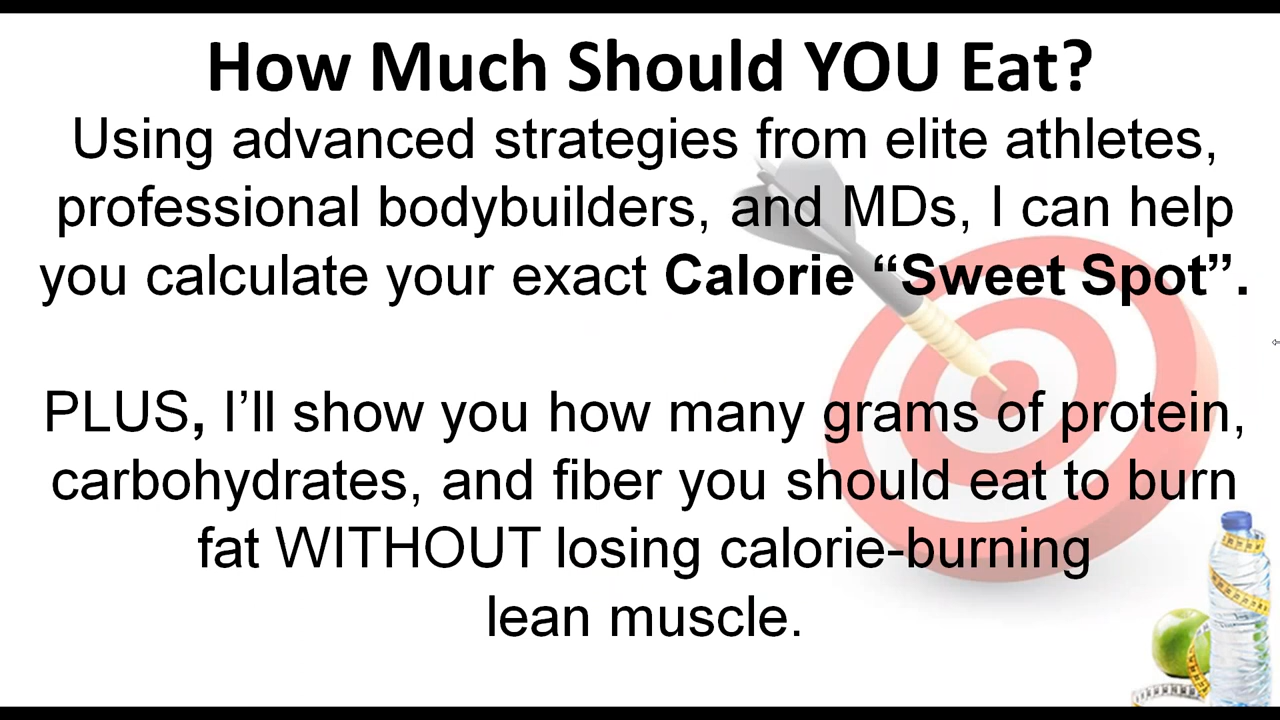 How Much Should YOU Eat?
Using advanced strategies from elite athletes,
professional bodybuilders, and MDs, I can help
you calculate your exact Calorie “Sweet Spot”.
PLUS, I’ll show you how many grams of protein,
carbohydrates, and fiber you should eat to burn
fat WITHOUT losing calorie-burning
lean muscle.